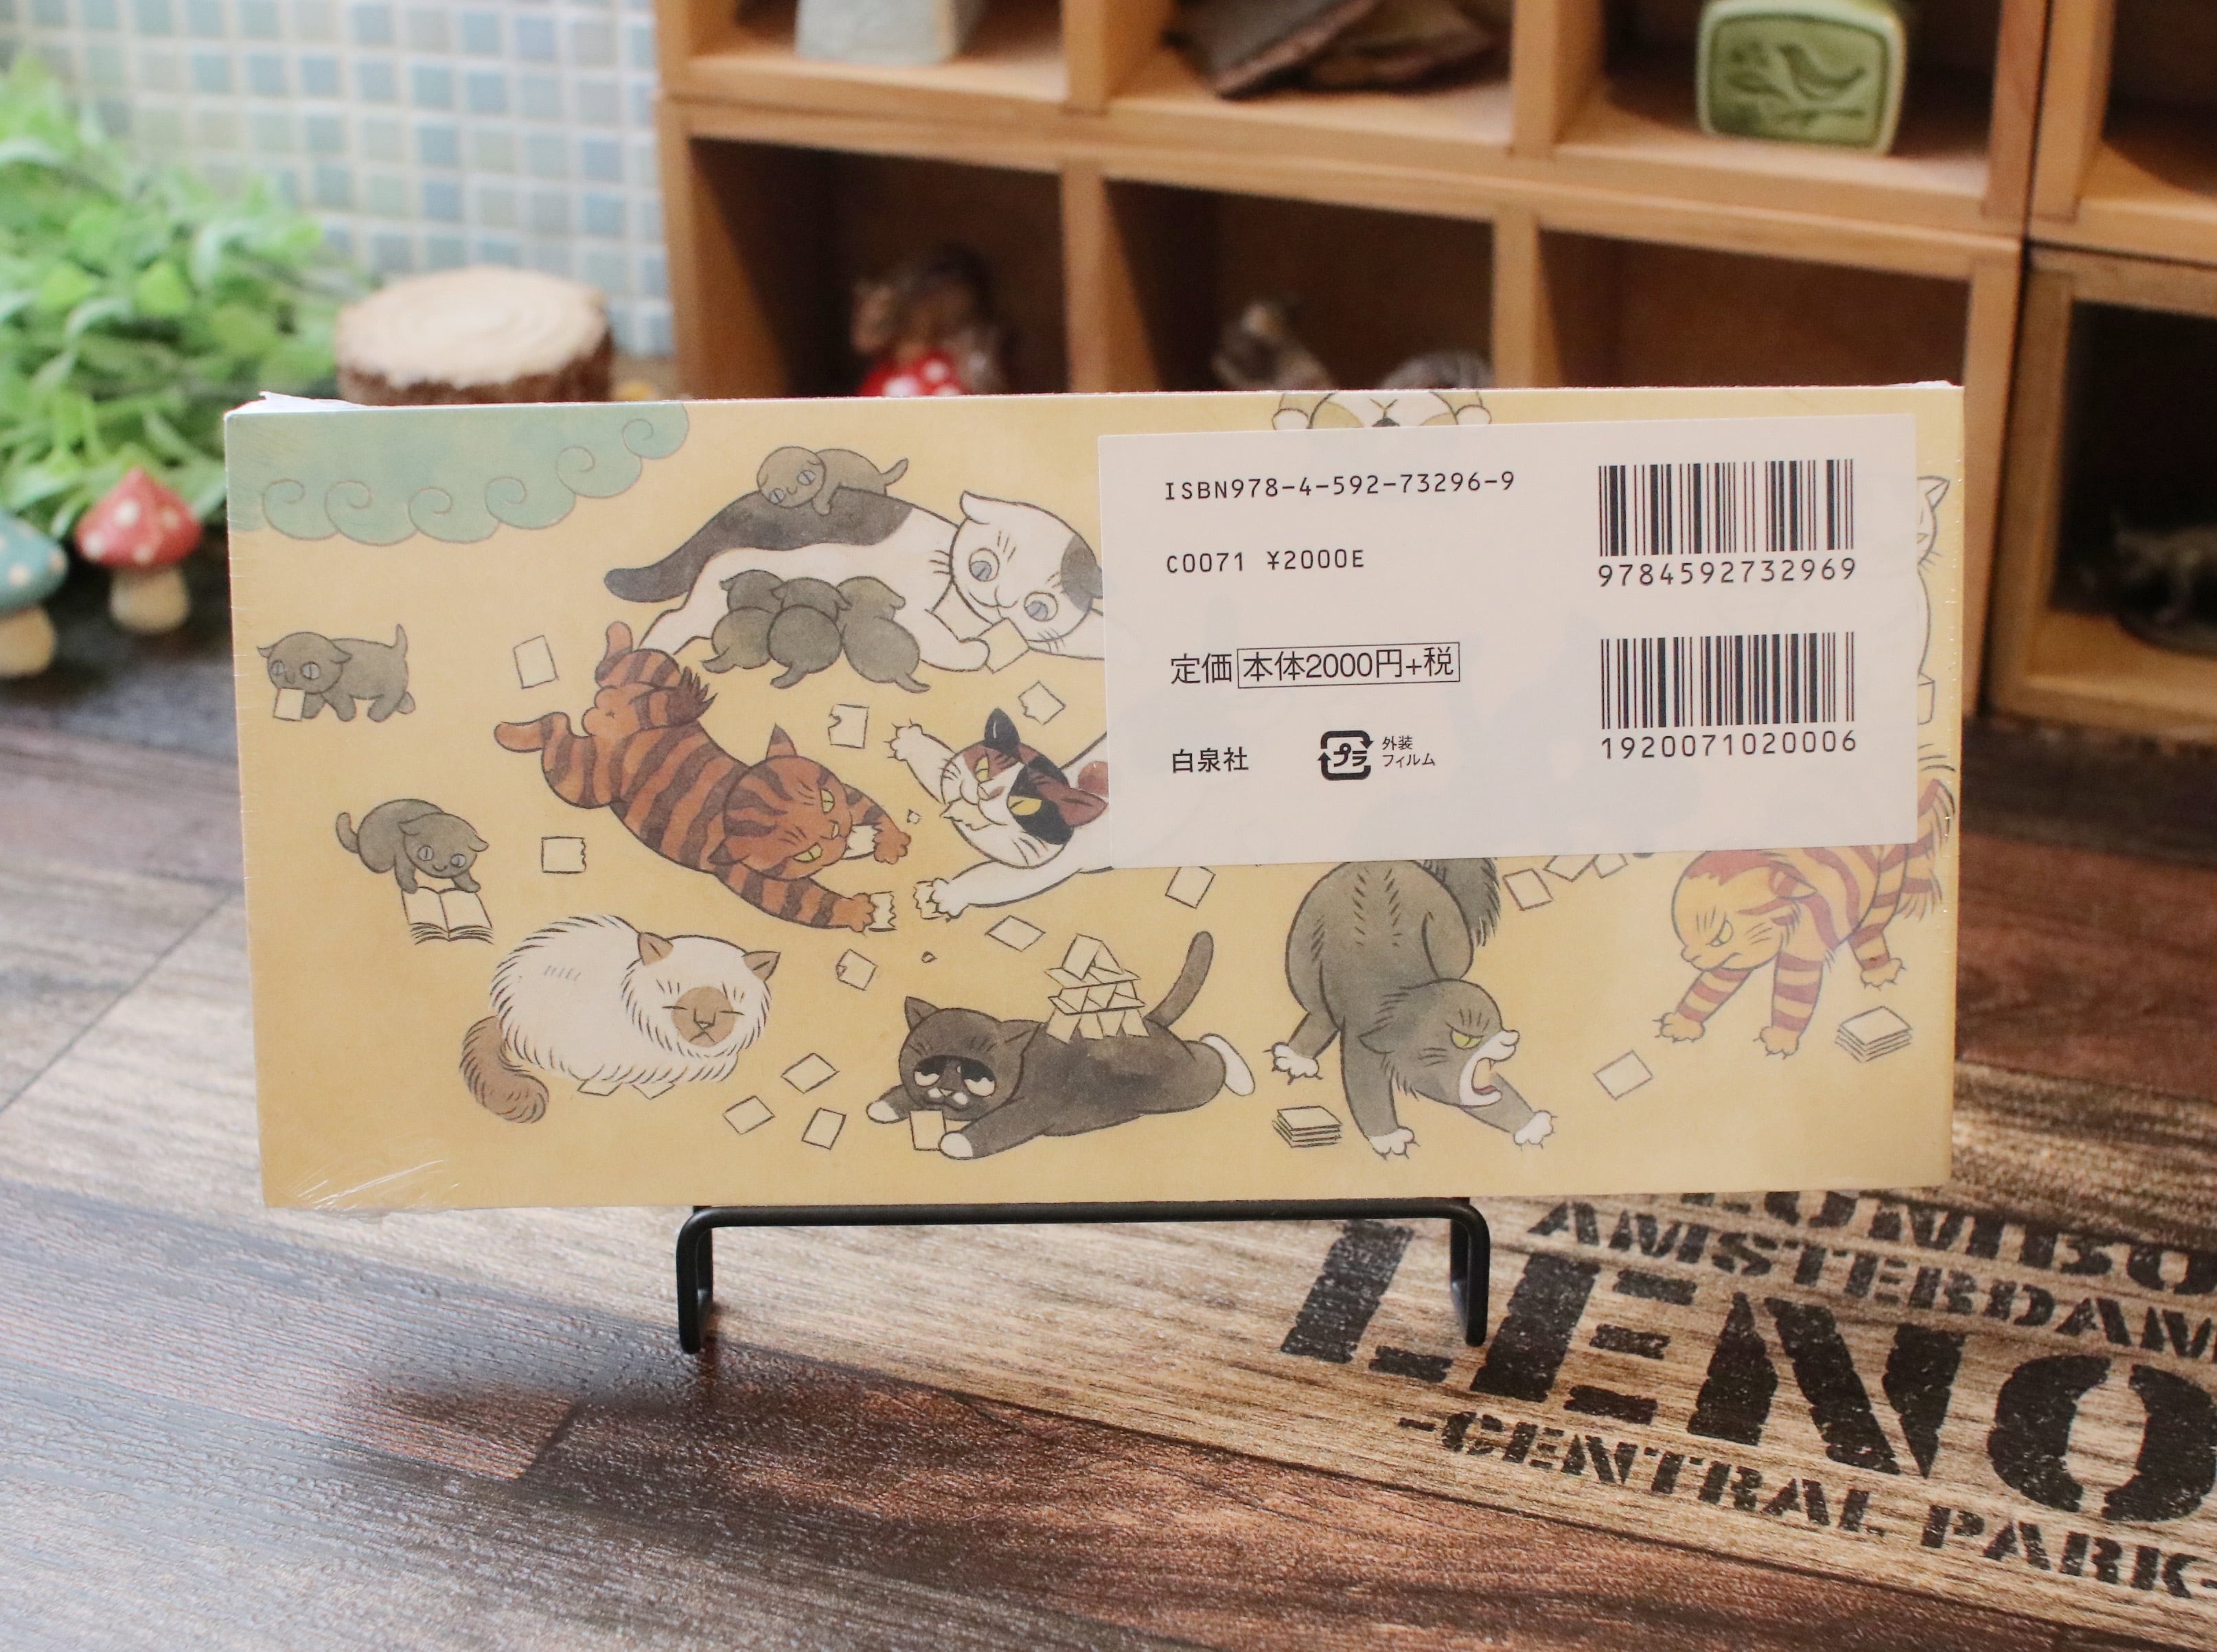 ISBN978-4-592-73296-9
C0071 ¥2000E
定価 本体2000円+税
白泉社
プラ
外装
フィルム
9784592732969
1920071020006
AMSTERDAM
LENO
-CENTRAL PARK-